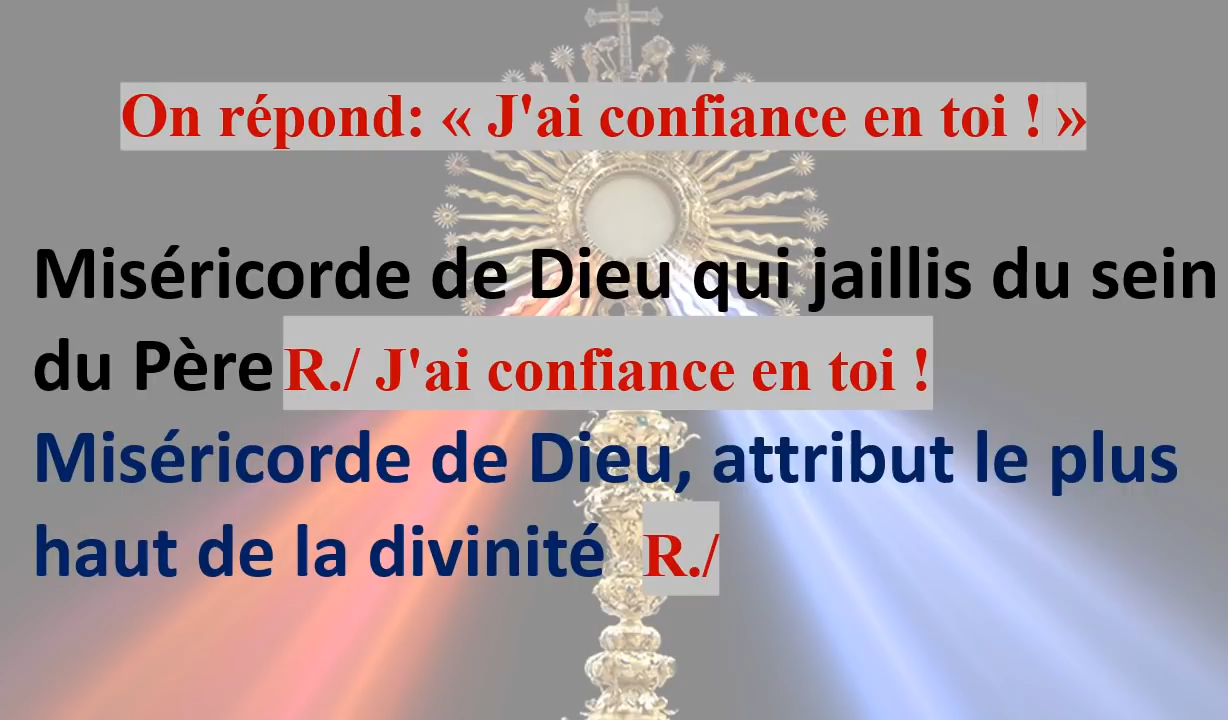 On répond: « J'ai confiance en toi ! »
Miséricorde de Dieu qui jaillis du sein
du Père R./ J'ai confiance en toi !
Miséricorde de Dieu, attribut le plus
haut de la divinité R./